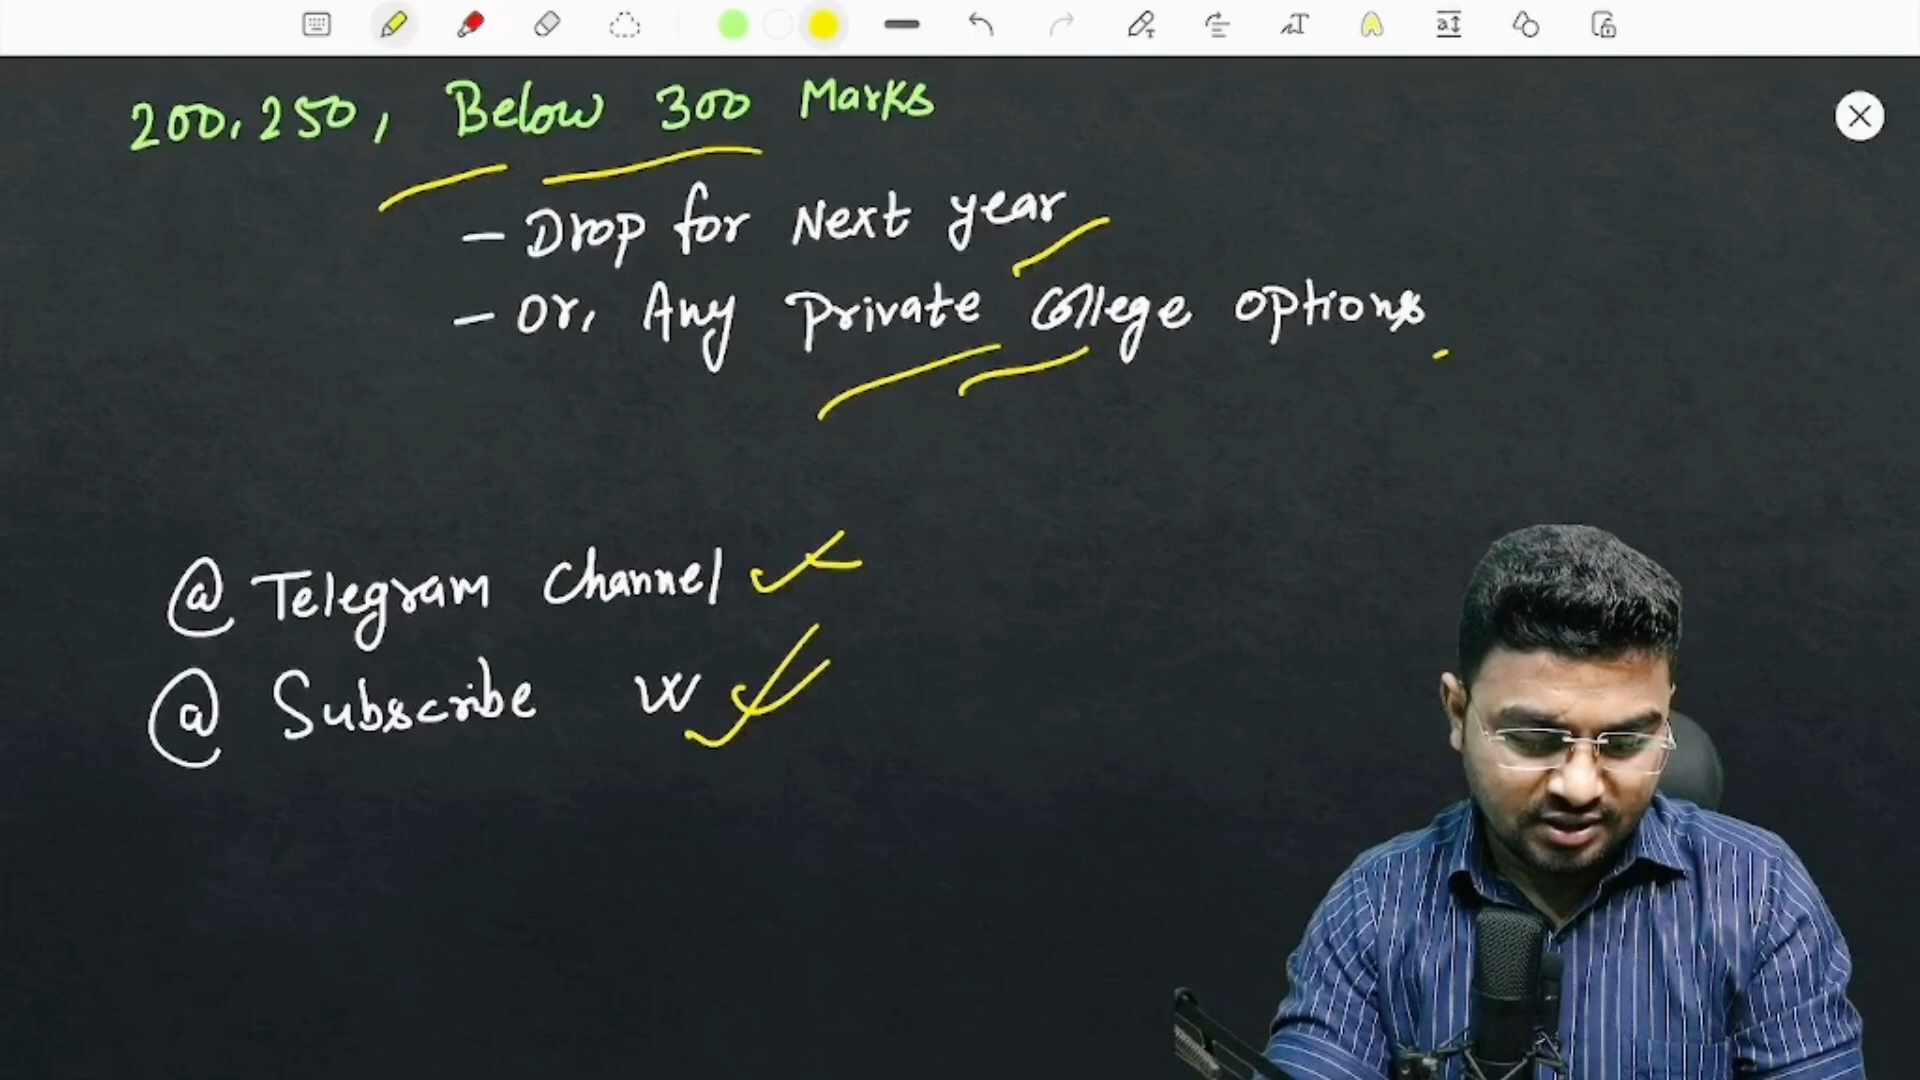 200, 250, Below 300 Marks
- Drop for Next year
- Or, Any Private College options
@ Telegram Channel
@ Subscribe W